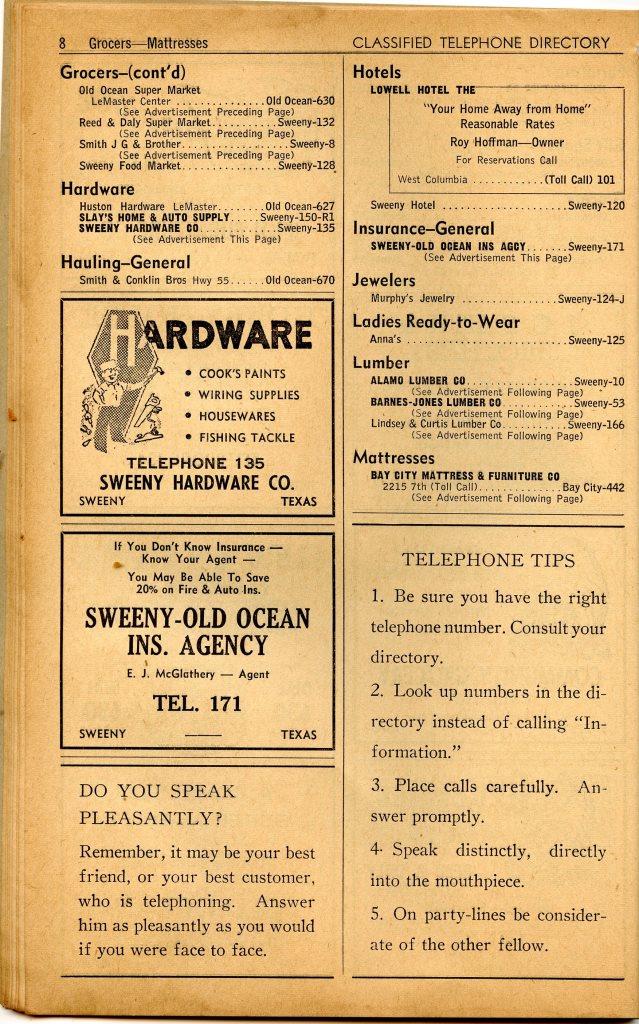 8 Grocers—Mattresses
CLASSIFIED TELEPHONE DIRECTORY
Grocers—(cont'd)
Old Ocean Super Market
LeMaster Center ...............Old Ocean-630
(See Advertisement Preceding Page)
Reed & Daly Super Market..........Sweeny-132
(See Advertisement Preceding Page)
Smith J G & Brother..................Sweeny-8
(See Advertisement Preceding Page)
Sweeny Food Market................Sweeny-128
Hardware
Huston Hardware LeMaster.......Old Ocean-627
SLAY'S HOME & AUTO SUPPLY.....Sweeny-150-R1
SWEENY HARDWARE CO............Sweeny-135
(See Advertisement This Page)
Hauling—General
Smith & Conklin Bros Hwy 55......Old Ocean-670
HARDWARE
• COOK'S PAINTS
• WIRING SUPPLIES
• HOUSEWARES
• FISHING TACKLE
TELEPHONE 135
SWEENY HARDWARE CO.
SWEENY TEXAS
If You Don't Know Insurance —
Know Your Agent —
You May Be Able To Save
20% on Fire & Auto Ins.
SWEENY-OLD OCEAN
INS. AGENCY
E. J. McGlathery — Agent
TEL. 171
SWEENY —— TEXAS
DO YOU SPEAK
PLEASANTLY?
Remember, it may be your best
friend, or your best customer,
who is telephoning. Answer
him as pleasantly as you would
if you were face to face.
Hotels
LOWELL HOTEL THE
"Your Home Away from Home"
Reasonable Rates
Roy Hoffman—Owner
For Reservations Call
West Columbia ............(Toll Call) 101
Sweeny Hotel ......................Sweeny-120
Insurance—General
SWEENY-OLD OCEAN INS AGCY.......Sweeny-171
(See Advertisement This Page)
Jewelers
Murphy's Jewelry ................Sweeny-124-J
Ladies Ready-to-Wear
Anna's ............................Sweeny-125
Lumber
ALAMO LUMBER CO..................Sweeny-10
(See Advertisement Following Page)
BARNES-JONES LUMBER CO............Sweeny-53
(See Advertisement Following Page)
Lindsey & Curtis Lumber Co...........Sweeny-166
(See Advertisement Following Page)
Mattresses
BAY CITY MATTRESS & FURNITURE CO
2215 7th (Toll Call)..............Bay City-442
(See Advertisement Following Page)
TELEPHONE TIPS
1. Be sure you have the right
telephone number. Consult your
directory.
2. Look up numbers in the di-
rectory instead of calling "In-
formation."
3. Place calls carefully. An-
swer promptly.
4. Speak distinctly, directly
into the mouthpiece.
5. On party-lines be consider-
ate of the other fellow.